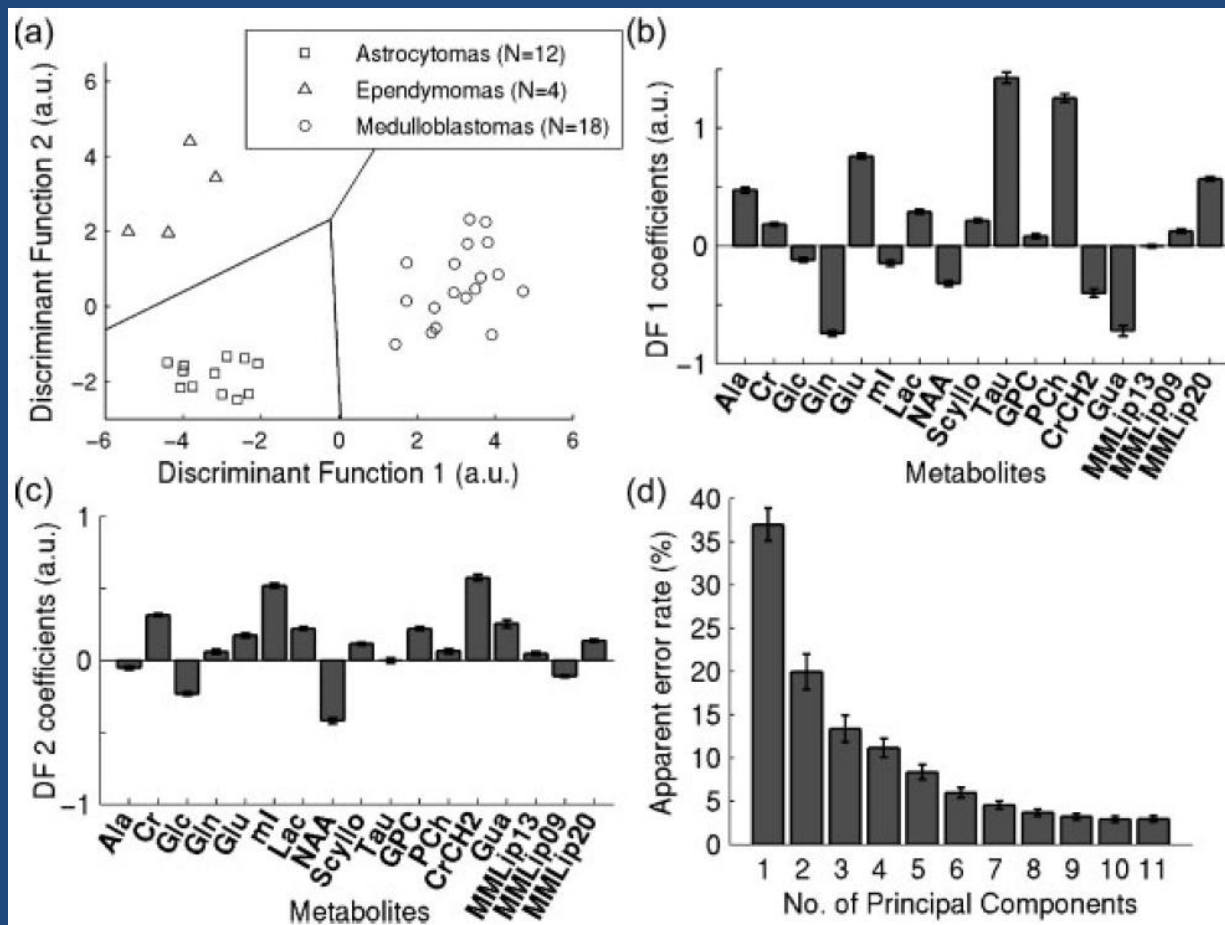 (a)
Astrocytomas (N=12)
Ependymomas (N=4)
Medulloblastomas (N=18)
Discriminant Function 2 (a.u.)
6
4
2
0
−2
−6 −4 −2 0 2 4 6
Discriminant Function 1 (a.u.)
(b)
DF 1 coefficients (a.u.)
1
0
−1
Ala Cr Glc Gln Glu mI Lac NAA Scyllo Tau GPC PCh CrCH2 Gua MMLip13 MMLip09 MMLip20
Metabolites
(c)
DF 2 coefficients (a.u.)
1
0
−1
Ala Cr Glc Gln Glu mI Lac NAA Scyllo Tau GPC PCh CrCH2 Gua MMLip13 MMLip09 MMLip20
Metabolites
(d)
Apparent error rate (%)
40
35
30
25
20
15
10
5
0
1 2 3 4 5 6 7 8 9 10 11
No. of Principal Components